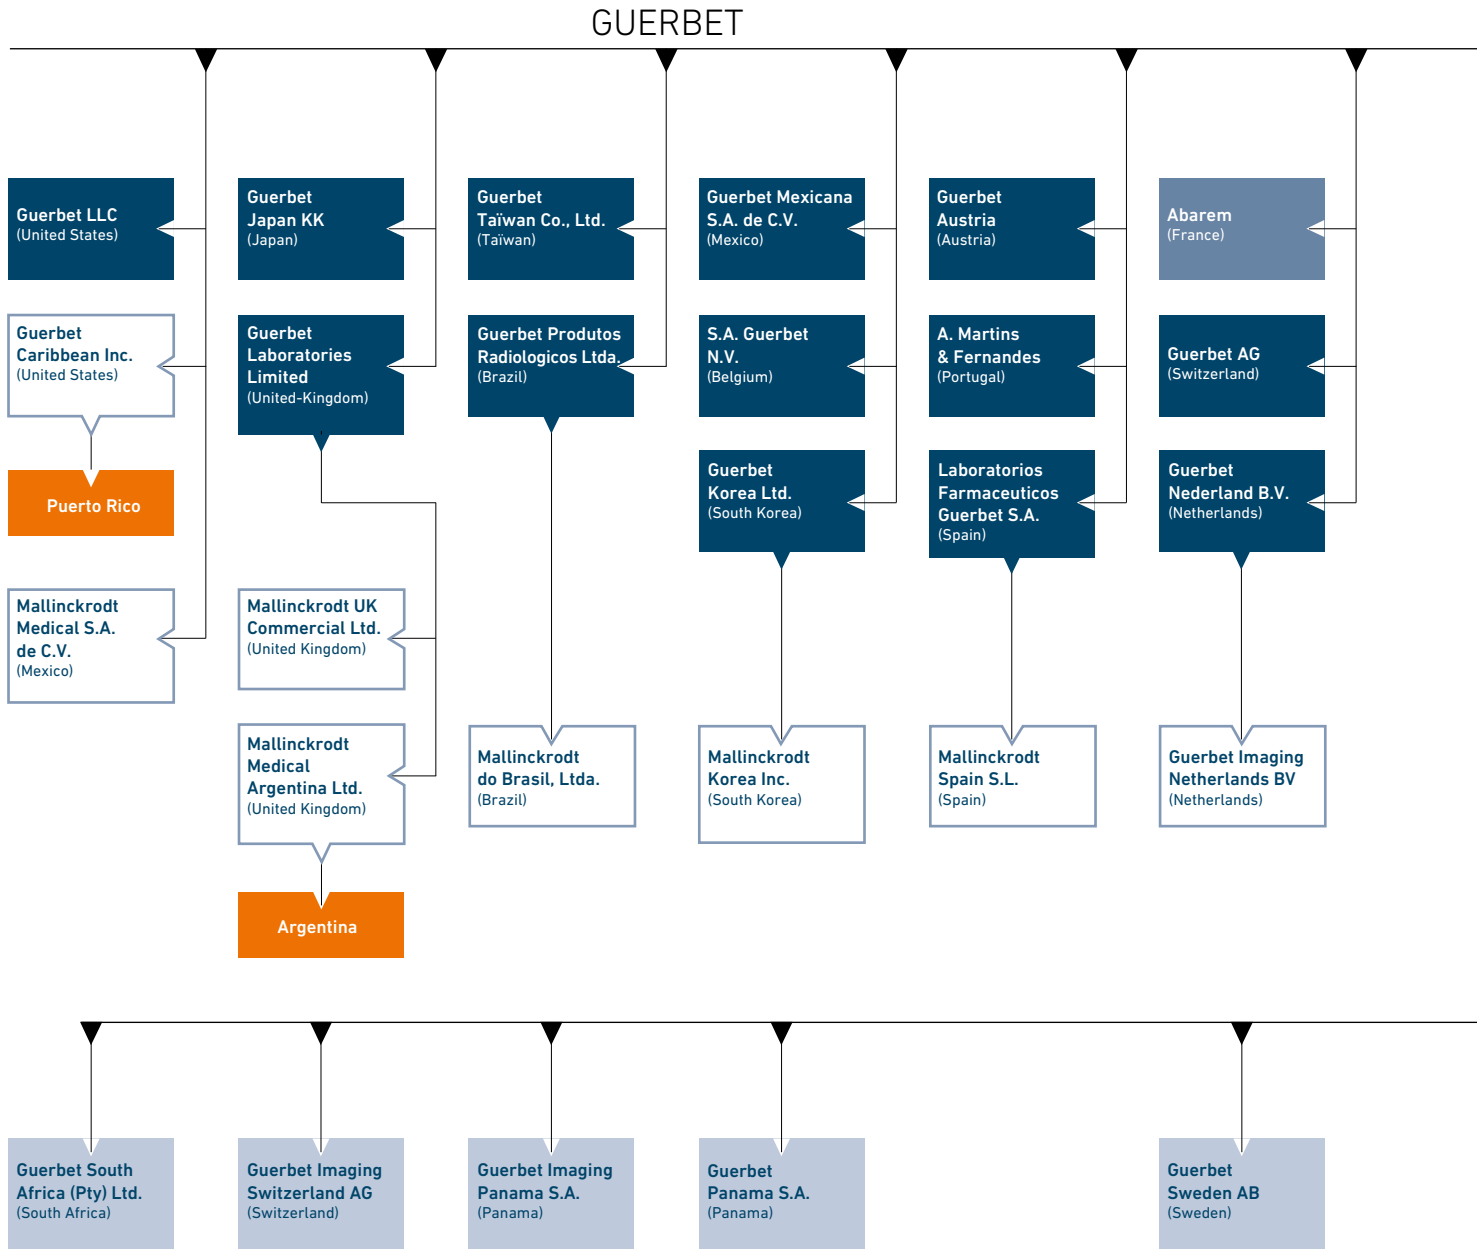 GUERBET
Guerbet LLC
(United States)
Guerbet
Japan KK
(Japan)
Guerbet
Taïwan Co., Ltd.
(Taïwan)
Guerbet Mexicana
S.A. de C.V.
(Mexico)
Guerbet
Austria
(Austria)
Abarem
(France)
Guerbet
Caribbean Inc.
(United States)
Guerbet
Laboratories
Limited
(United-Kingdom)
Guerbet Produtos
Radiologicos Ltda.
(Brazil)
S.A. Guerbet
N.V.
(Belgium)
A. Martins
& Fernandes
(Portugal)
Guerbet AG
(Switzerland)
Puerto Rico
Guerbet
Korea Ltd.
(South Korea)
Laboratorios
Farmaceuticos
Guerbet S.A.
(Spain)
Guerbet
Nederland B.V.
(Netherlands)
Mallinckrodt
Medical S.A.
de C.V.
(Mexico)
Mallinckrodt UK
Commercial Ltd.
(United Kingdom)
Mallinckrodt
Medical
Argentina Ltd.
(United Kingdom)
Mallinckrodt
do Brasil, Ltda.
(Brazil)
Mallinckrodt
Korea Inc.
(South Korea)
Mallinckrodt
Spain S.L.
(Spain)
Guerbet Imaging
Netherlands BV
(Netherlands)
Argentina
Guerbet South
Africa (Pty) Ltd.
(South Africa)
Guerbet Imaging
Switzerland AG
(Switzerland)
Guerbet Imaging
Panama S.A.
(Panama)
Guerbet
Panama S.A.
(Panama)
Guerbet
Sweden AB
(Sweden)